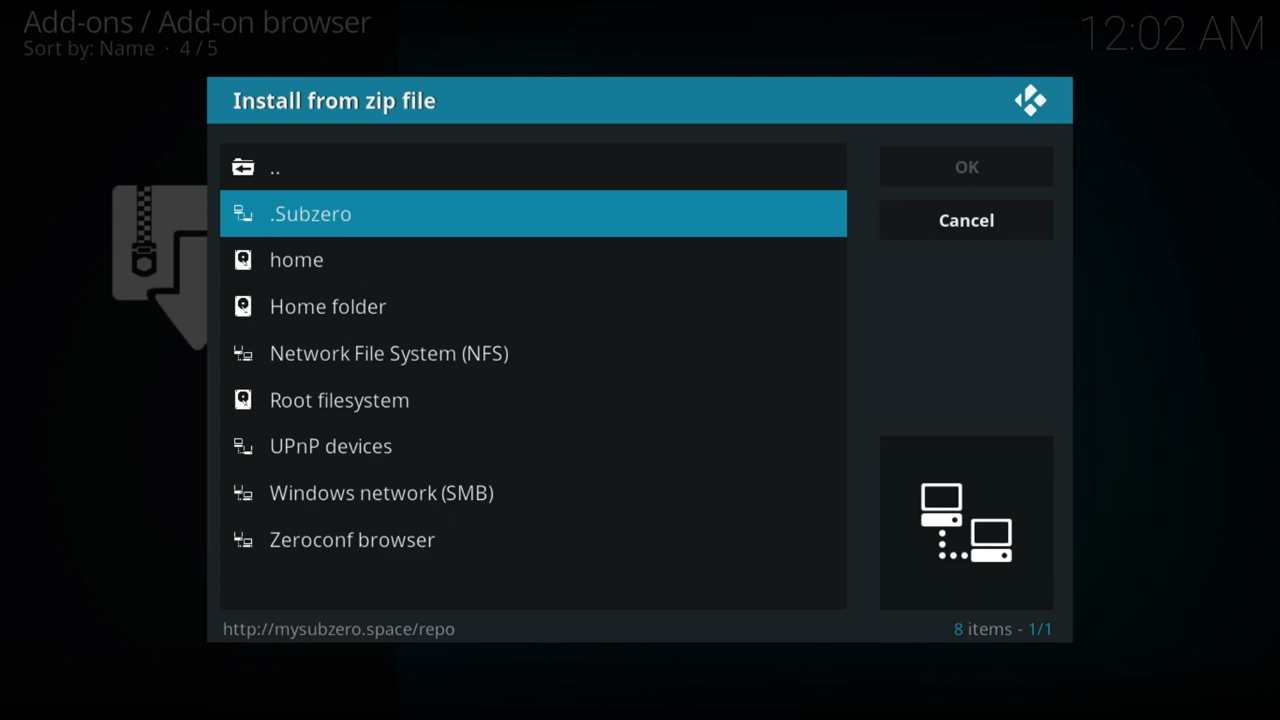 Add-ons / Add-on browser
Sort by: Name · 4 / 5
12:02 AM
Install from zip file
..
.Subzero
home
Home folder
Network File System (NFS)
Root filesystem
UPnP devices
Windows network (SMB)
Zeroconf browser
OK
Cancel
http://mysubzero.space/repo
8 items - 1/1